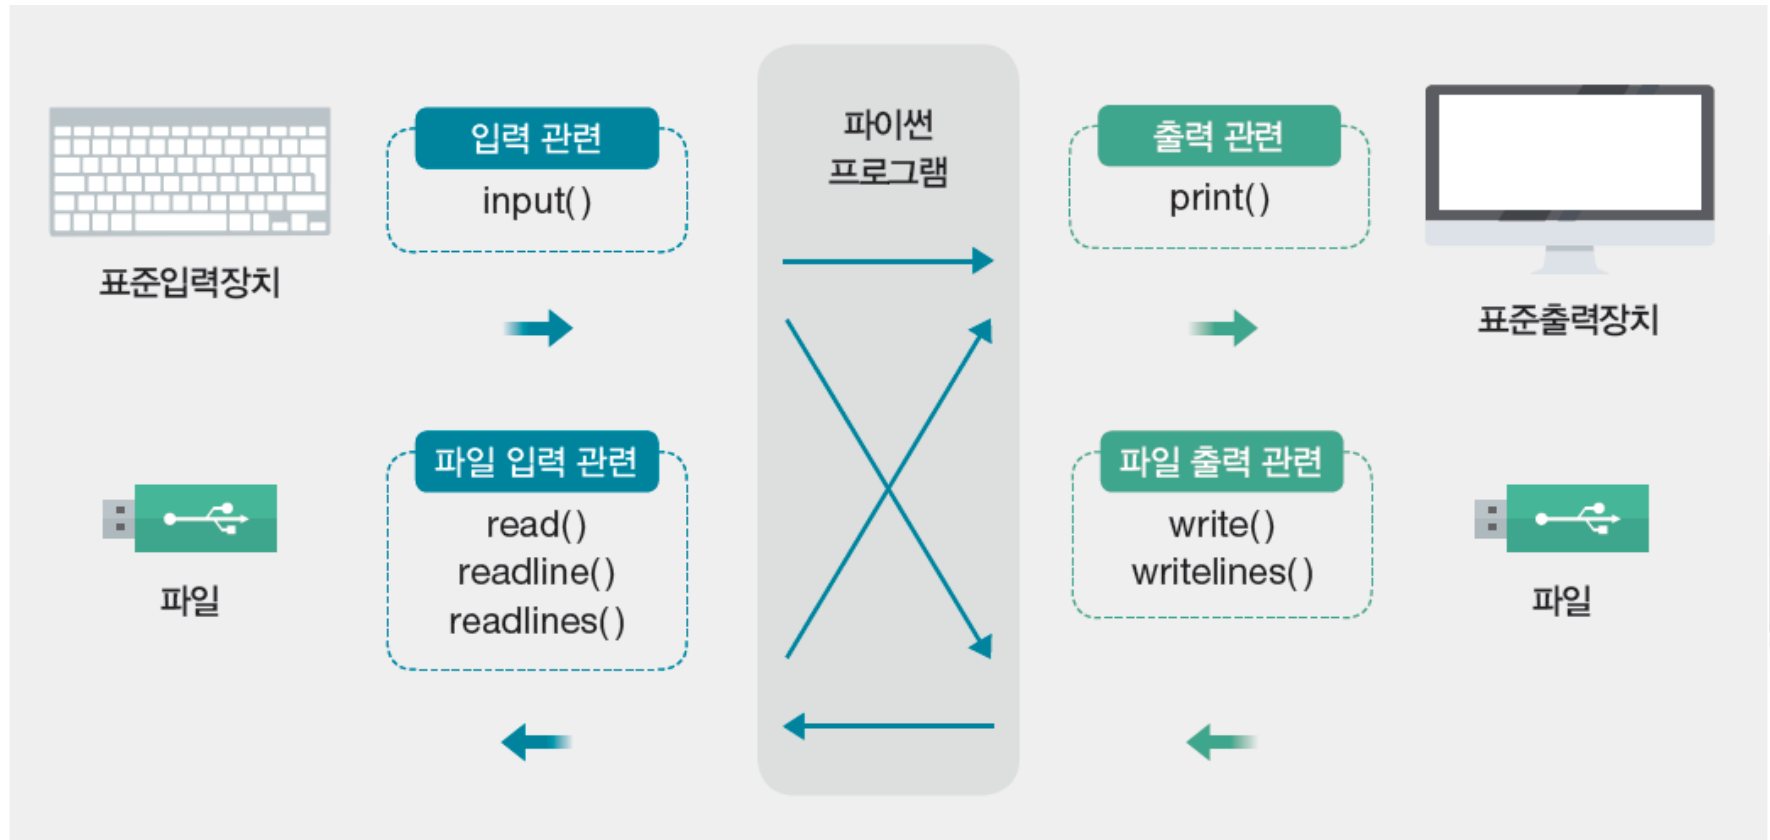 입력 관련
input()
표준입력장치
파이썬
프로그램
출력 관련
print()
표준출력장치
파일 입력 관련
read()
readline()
readlines()
파일
파일 출력 관련
write()
writelines()
파일